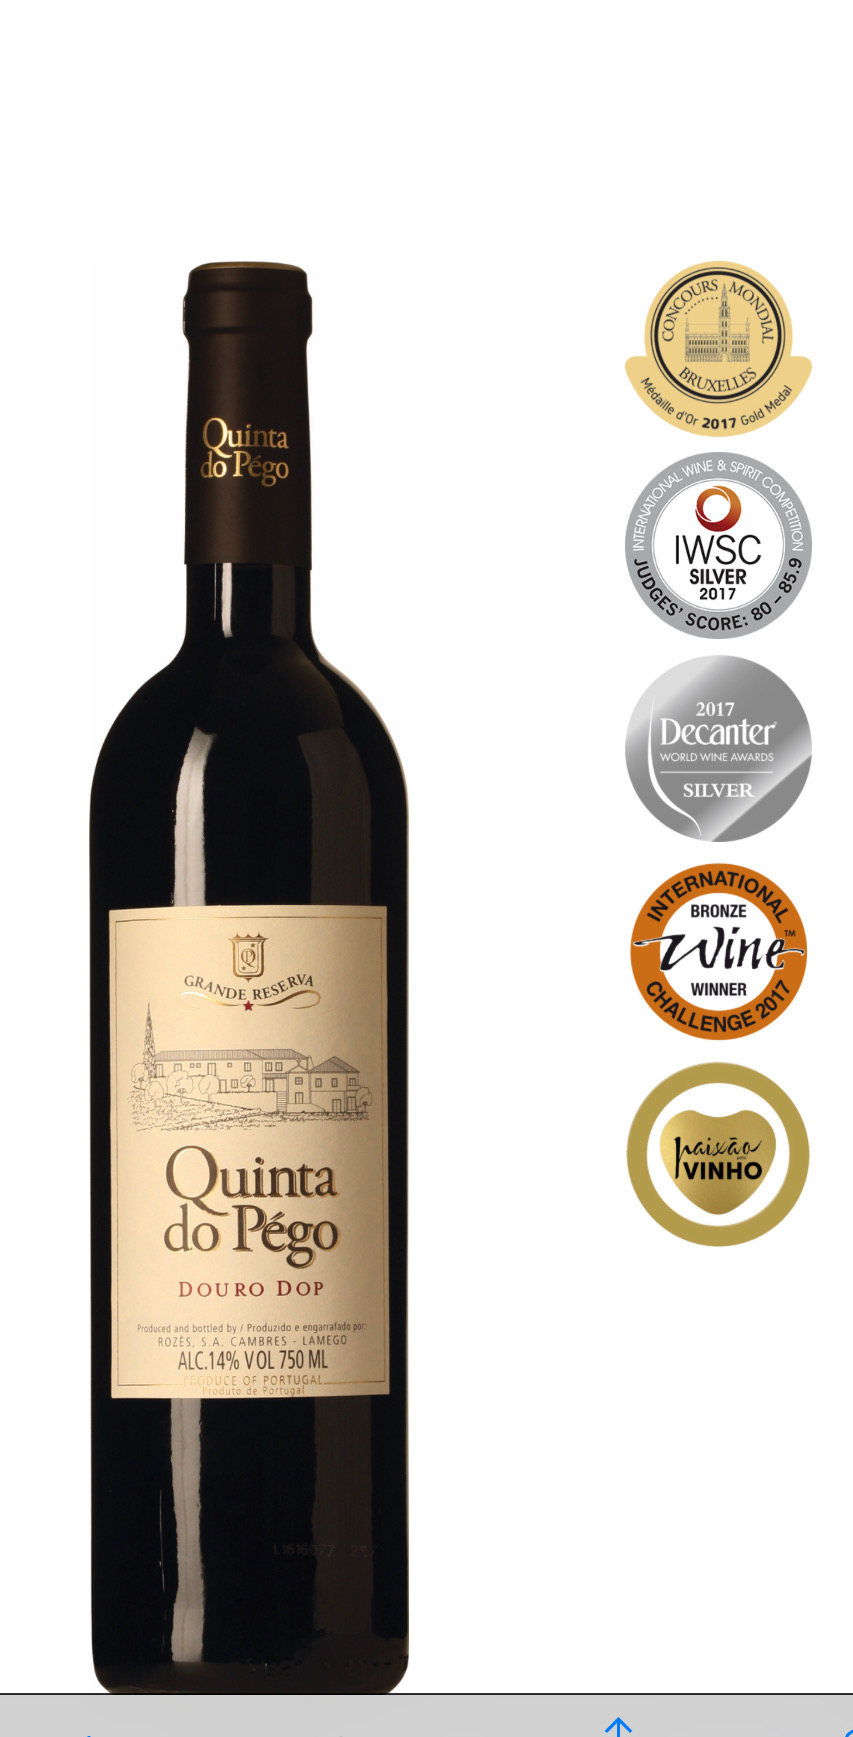 Quinta
do Pégo
Q
GRANDE RESERVA
Quinta
do Pégo
DOURO DOP
Produced and bottled by / Produzido e engarrafado por:
ROZÈS, S.A. CAMBRES - LAMEGO
ALC.14% VOL 750 ML
PRODUCE OF PORTUGAL
Produto de Portugal
CONCOURS MONDIAL
BRUXELLES
Médaille d'Or 2017 Gold Medal
INTERNATIONAL WINE & SPIRIT COMPETITION
IWSC
SILVER
2017
JUDGES' SCORE: 80 – 85.9
2017
Decanter
WORLD WINE AWARDS
SILVER
INTERNATIONAL
BRONZE
Wine™
WINNER
CHALLENGE 2017
paixão
pelo
VINHO